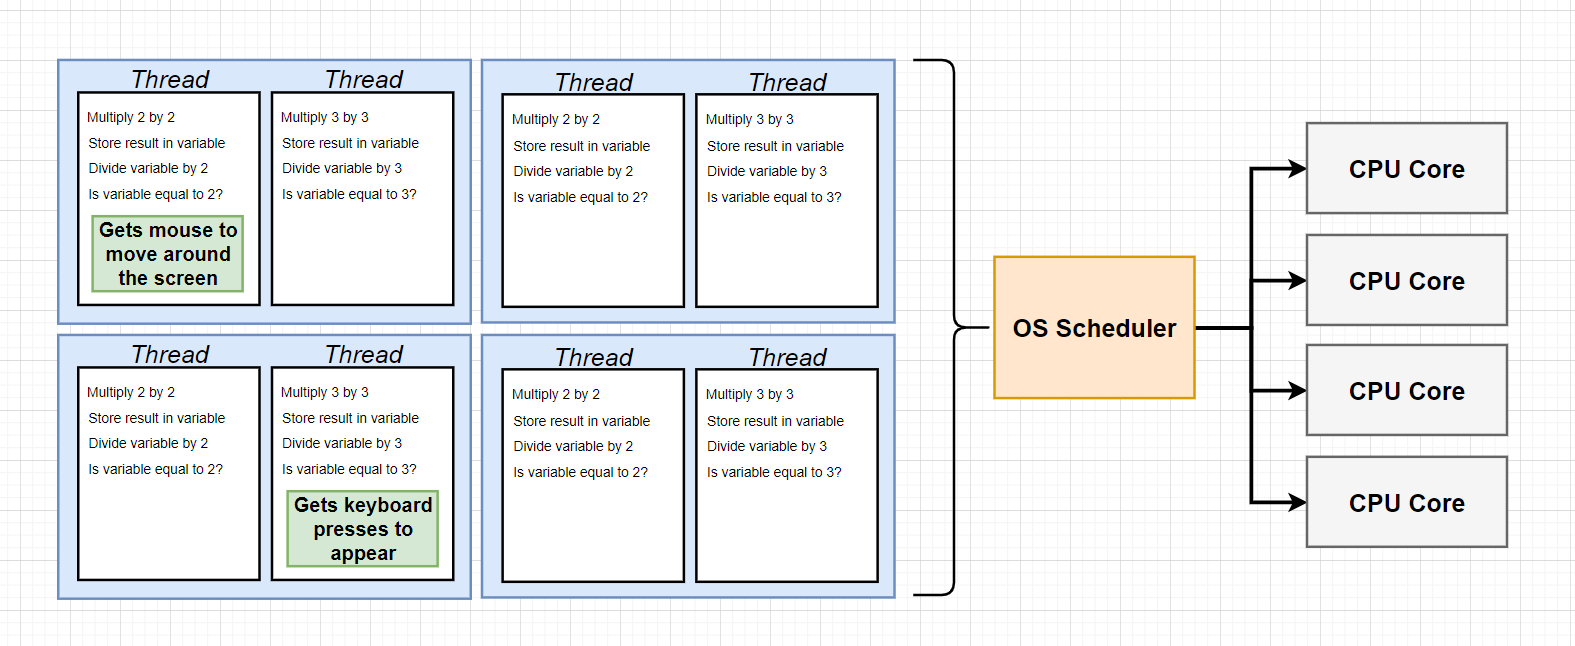 Thread
Multiply 2 by 2
Store result in variable
Divide variable by 2
Is variable equal to 2?
Gets mouse to
move around
the screen
Thread
Multiply 3 by 3
Store result in variable
Divide variable by 3
Is variable equal to 3?
Thread
Multiply 2 by 2
Store result in variable
Divide variable by 2
Is variable equal to 2?
Thread
Multiply 3 by 3
Store result in variable
Divide variable by 3
Is variable equal to 3?
Thread
Multiply 2 by 2
Store result in variable
Divide variable by 2
Is variable equal to 2?
Thread
Multiply 3 by 3
Store result in variable
Divide variable by 3
Is variable equal to 3?
Gets keyboard
presses to
appear
Thread
Multiply 2 by 2
Store result in variable
Divide variable by 2
Is variable equal to 2?
Thread
Multiply 3 by 3
Store result in variable
Divide variable by 3
Is variable equal to 3?
OS Scheduler
CPU Core
CPU Core
CPU Core
CPU Core